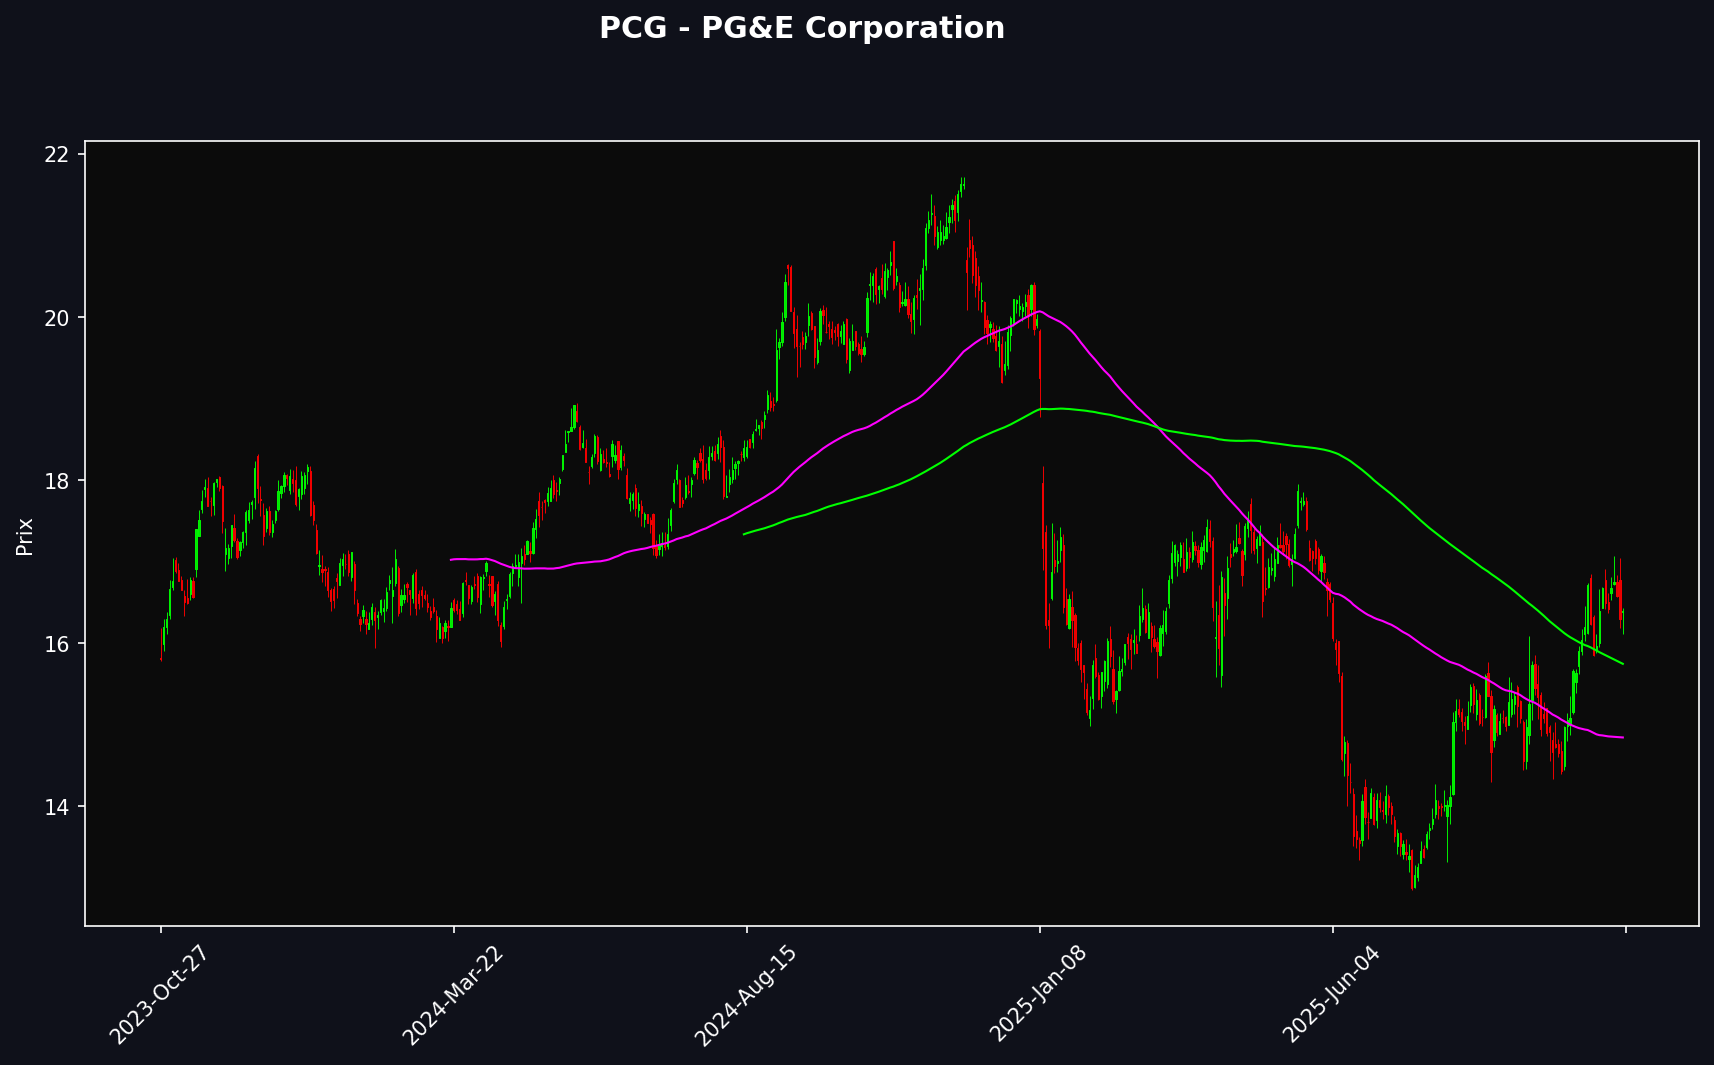 PCG - PG&E Corporation
Prix
22
20
18
16
14
2023-Oct-27
2024-Mar-22
2024-Aug-15
2025-Jan-08
2025-Jun-04